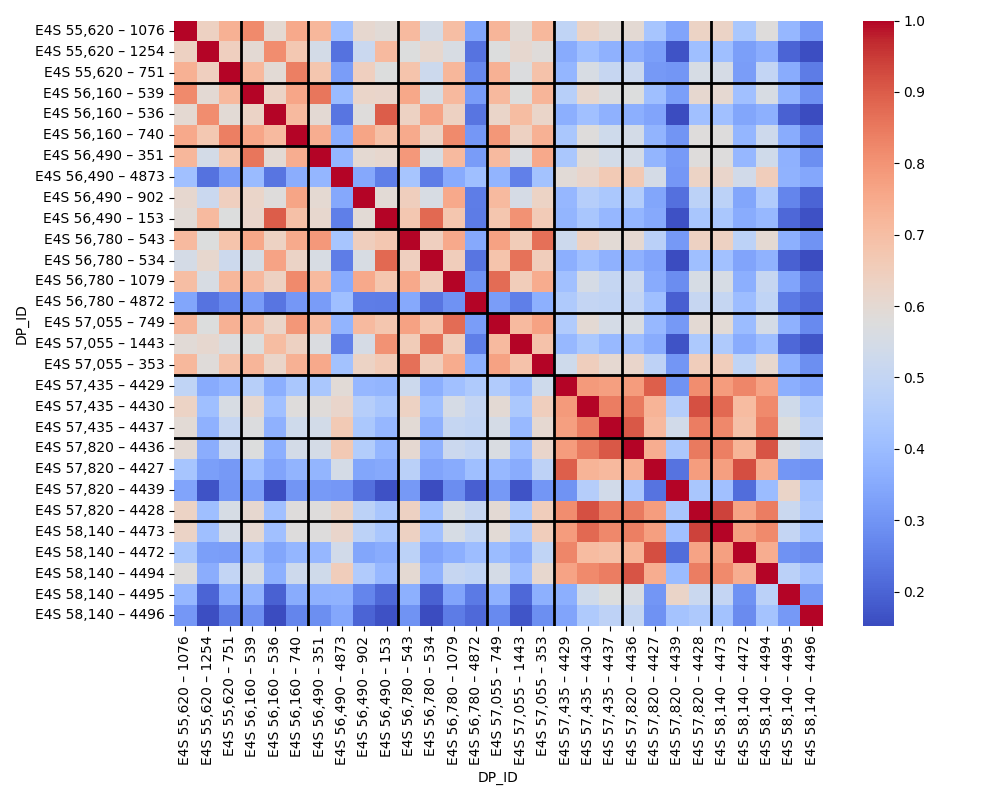 E4S 55,620 – 1076
E4S 55,620 – 1254
E4S 55,620 – 751
E4S 56,160 – 539
E4S 56,160 – 536
E4S 56,160 – 740
E4S 56,490 – 351
E4S 56,490 – 4873
E4S 56,490 – 902
E4S 56,490 – 153
E4S 56,780 – 543
E4S 56,780 – 534
E4S 56,780 – 1079
E4S 56,780 – 4872
E4S 57,055 – 749
E4S 57,055 – 1443
E4S 57,055 – 353
E4S 57,435 – 4429
E4S 57,435 – 4430
E4S 57,435 – 4437
E4S 57,820 – 4436
E4S 57,820 – 4427
E4S 57,820 – 4439
E4S 57,820 – 4428
E4S 58,140 – 4473
E4S 58,140 – 4472
E4S 58,140 – 4494
E4S 58,140 – 4495
E4S 58,140 – 4496
DP_ID
E4S 55,620 – 1076
E4S 55,620 – 1254
E4S 55,620 – 751
E4S 56,160 – 539
E4S 56,160 – 536
E4S 56,160 – 740
E4S 56,490 – 351
E4S 56,490 – 4873
E4S 56,490 – 902
E4S 56,490 – 153
E4S 56,780 – 543
E4S 56,780 – 534
E4S 56,780 – 1079
E4S 56,780 – 4872
E4S 57,055 – 749
E4S 57,055 – 1443
E4S 57,055 – 353
E4S 57,435 – 4429
E4S 57,435 – 4430
E4S 57,435 – 4437
E4S 57,820 – 4436
E4S 57,820 – 4427
E4S 57,820 – 4439
E4S 57,820 – 4428
E4S 58,140 – 4473
E4S 58,140 – 4472
E4S 58,140 – 4494
E4S 58,140 – 4495
E4S 58,140 – 4496
DP_ID
1.0
0.9
0.8
0.7
0.6
0.5
0.4
0.3
0.2